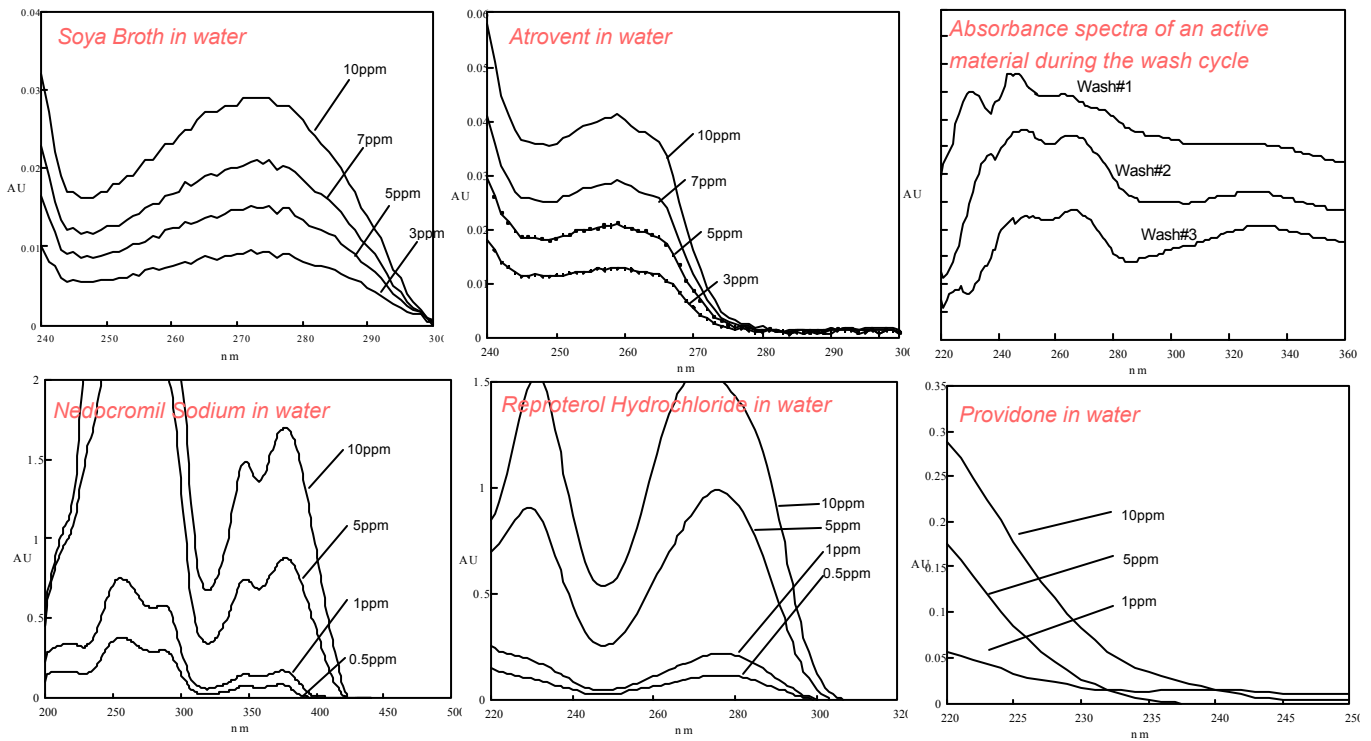 Soya Broth in water
0.04
0.03
0.02
AU
0.01
0
10ppm
7ppm
5ppm
3ppm
240
250
260
270
280
290
300
nm
Atrovent in water
0.06
0.05
0.04
0.03
AU
0.02
0.01
0
10ppm
7ppm
5ppm
3ppm
240
250
260
270
280
290
300
nm
Absorbance spectra of an active
material during the wash cycle
AU
Wash#1
Wash#2
Wash#3
220
240
260
280
300
320
340
360
nm
Nedocromil Sodium in water
2
1.5
1
AU
0.5
0
10ppm
5ppm
1ppm
0.5ppm
200
250
300
350
400
450
500
nm
Reproterol Hydrochloride in water
1.5
1
AU
0.5
0
10ppm
5ppm
1ppm
0.5ppm
220
240
260
280
300
320
nm
Providone in water
0.35
0.3
0.25
0.2
AU
0.15
0.1
0.05
0
10ppm
5ppm
1ppm
220
225
230
235
240
245
250
nm